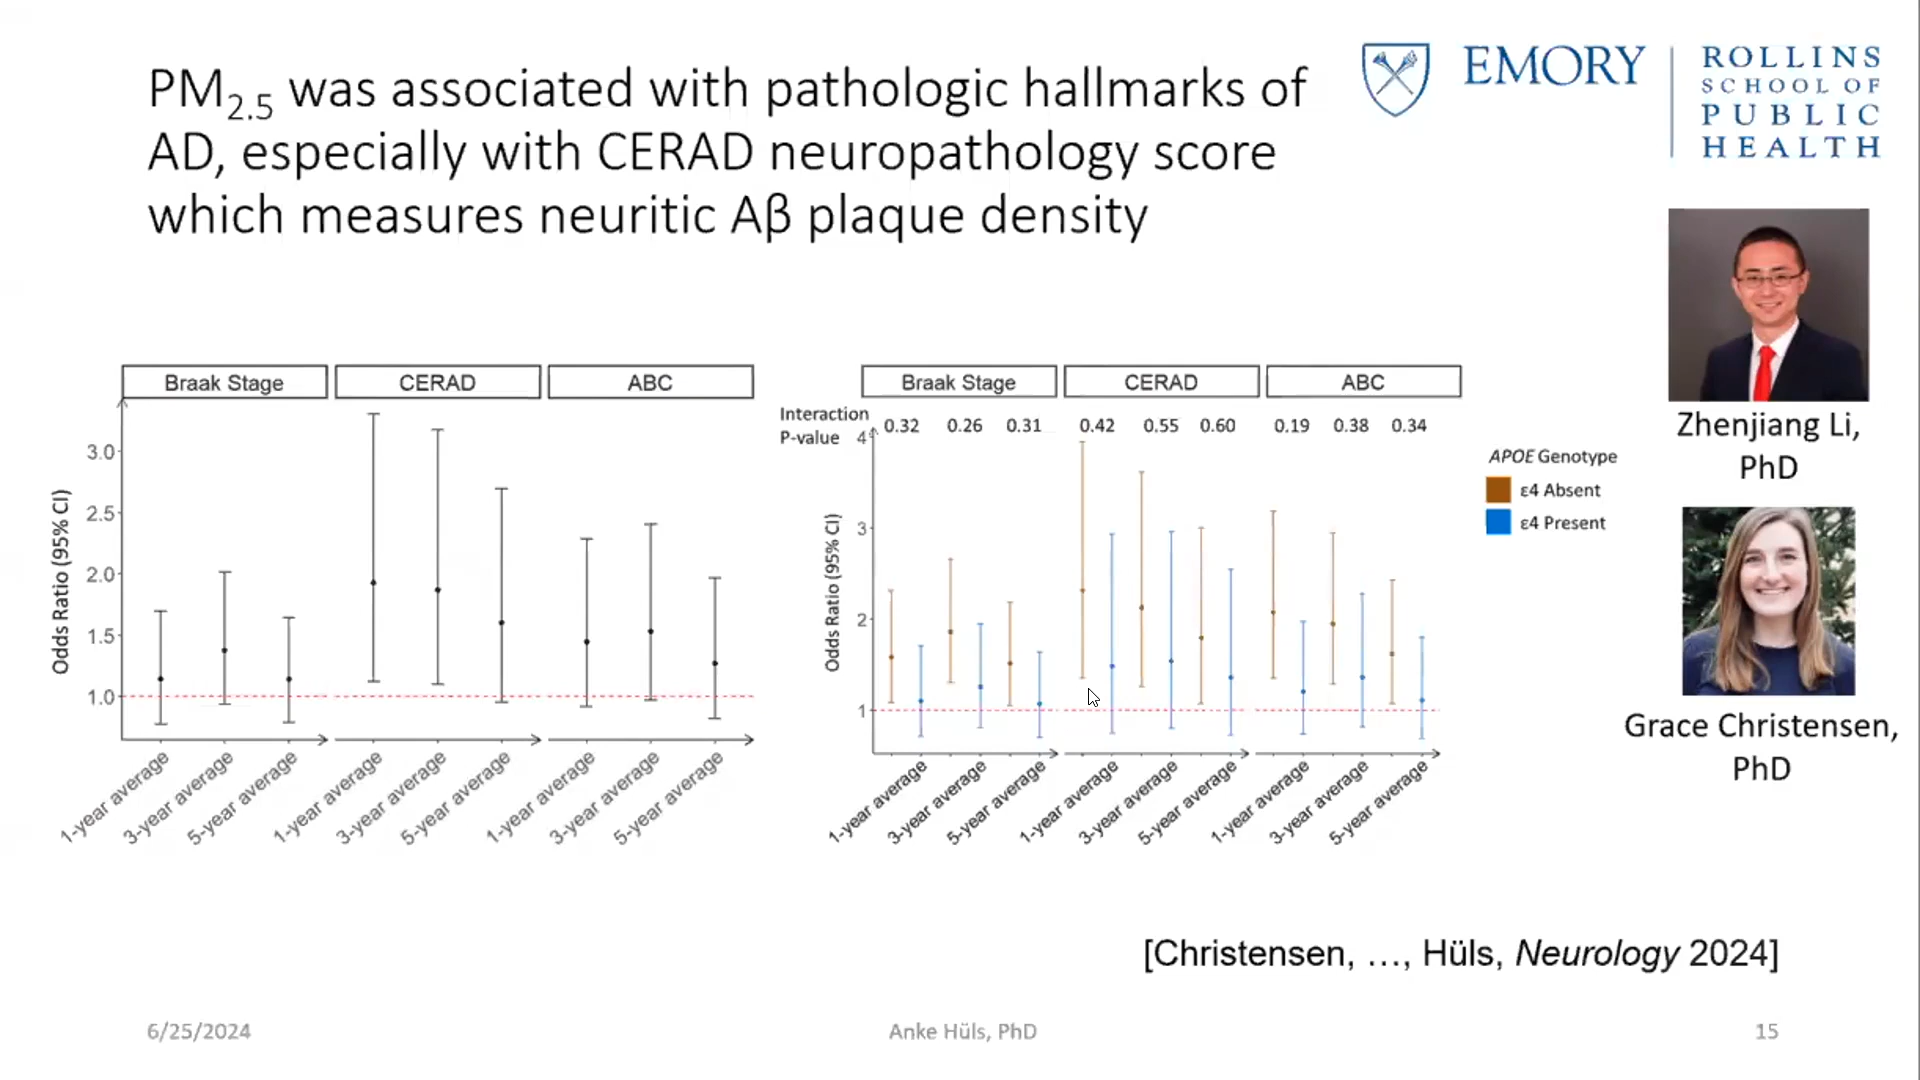 PM2.5 was associated with pathologic hallmarks of
AD, especially with CERAD neuropathology score
which measures neuritic Aβ plaque density
EMORY
ROLLINS
SCHOOL OF
PUBLIC
HEALTH
Zhenjiang Li,
PhD
Grace Christensen,
PhD
Braak Stage
CERAD
ABC
Odds Ratio (95% CI)
3.0
2.5
2.0
1.5
1.0
1-year average
3-year average
5-year average
1-year average
3-year average
5-year average
1-year average
3-year average
5-year average
Braak Stage
CERAD
ABC
Interaction
P-value
0.32 0.26 0.31 0.42 0.55 0.60 0.19 0.38 0.34
Odds Ratio (95% CI)
4
3
2
1
1-year average
3-year average
5-year average
1-year average
3-year average
5-year average
1-year average
3-year average
5-year average
APOE Genotype
ε4 Absent
ε4 Present
[Christensen, …, Hüls, Neurology 2024]
6/25/2024
Anke Hüls, PhD
15